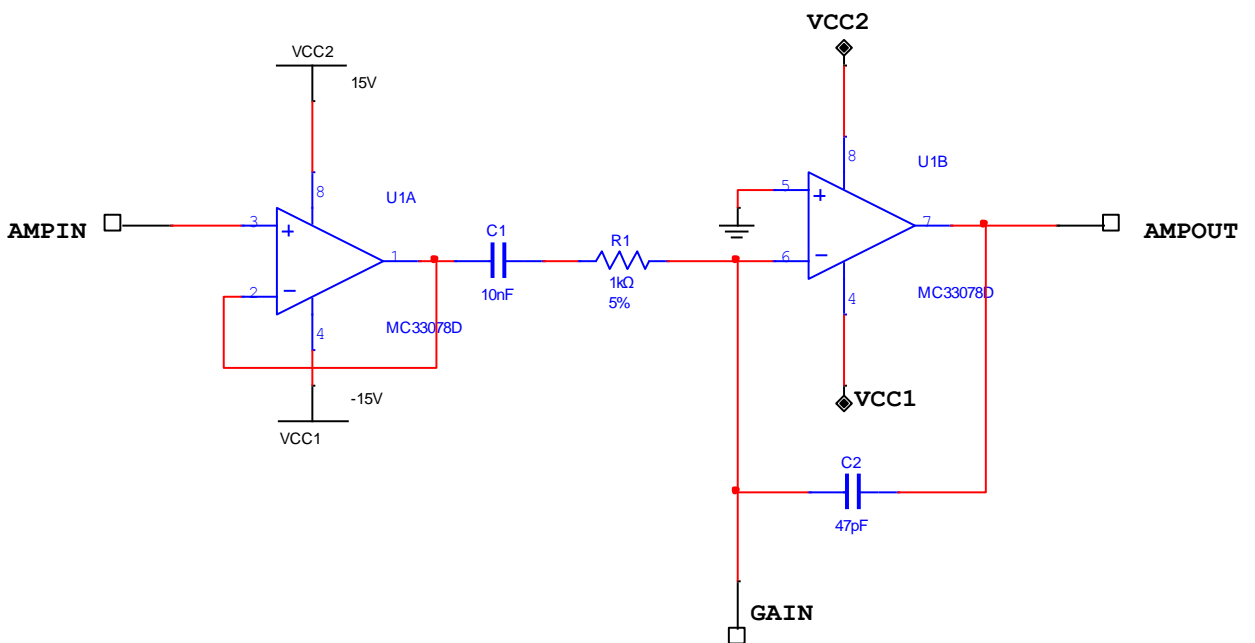 VCC2
VCC2
15V
8
8
U1B
U1A
5
+
AMPIN
3
+
C1
7
AMPOUT
R1
1
2
−
10nF
1kΩ
5%
6
−
4
MC33078D
MC33078D
4
-15V
VCC1
VCC1
C2
47pF
GAIN